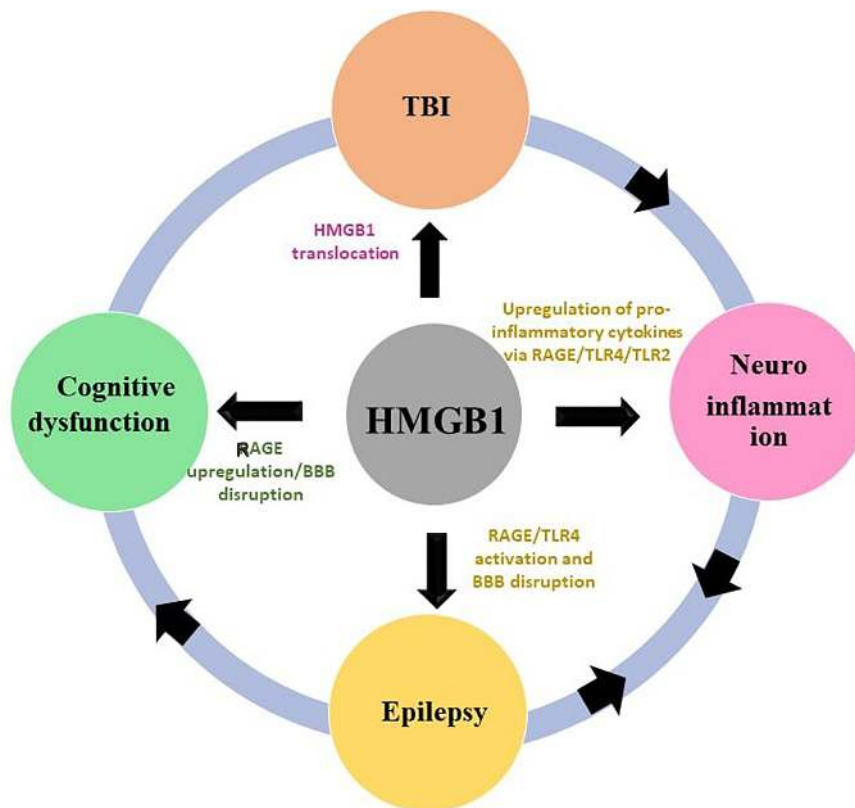 TBI
HMGB1
translocation
Upregulation of pro-
inflammatory cytokines
via RAGE/TLR4/TLR2
Neuro
inflammat
ion
Cognitive
dysfunction
HMGB1
RAGE
upregulation/BBB
disruption
RAGE/TLR4
activation and
BBB disruption
Epilepsy